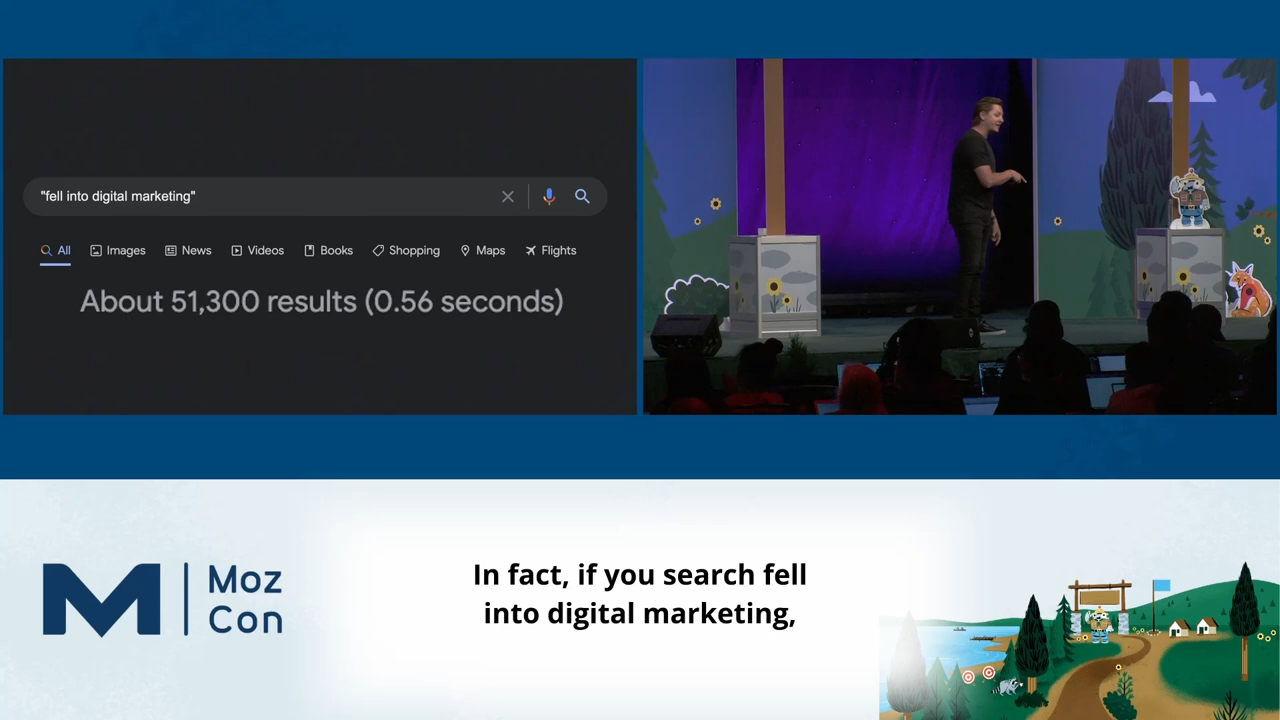 "fell into digital marketing"
All Images News Videos Books Shopping Maps Flights
About 51,300 results (0.56 seconds)
Moz
Con
In fact, if you search fell
into digital marketing,